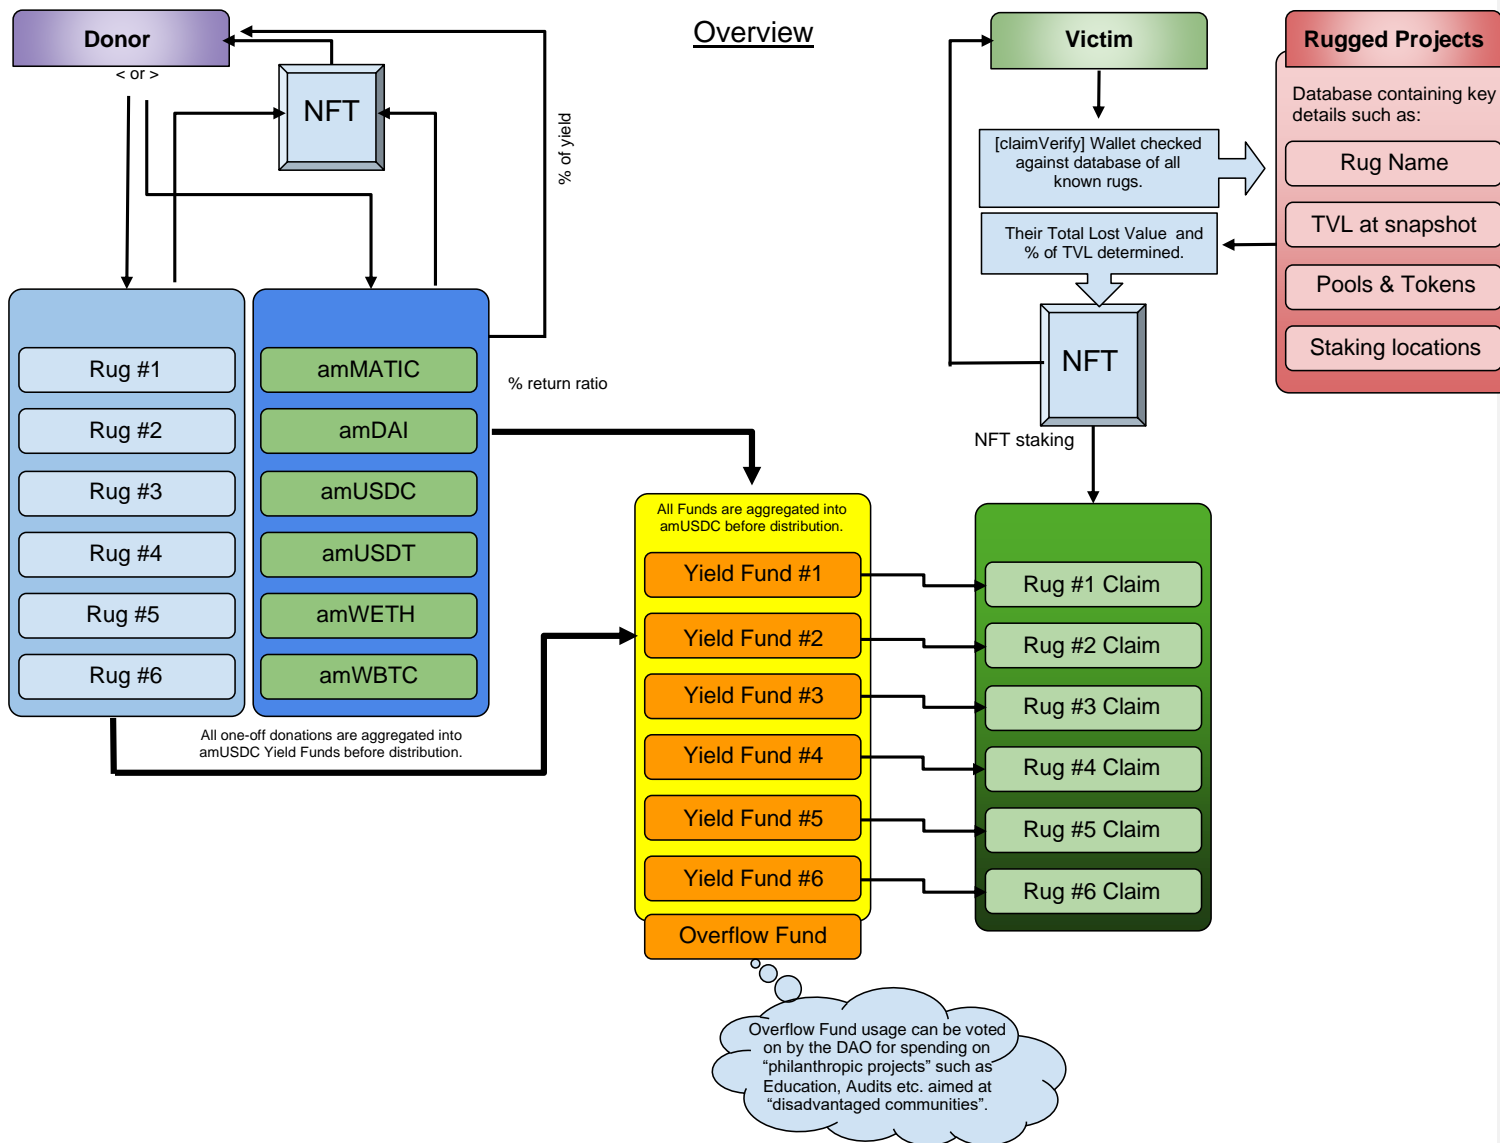 Overview
Donor
< or >
NFT
% of yield
Rug #1
Rug #2
Rug #3
Rug #4
Rug #5
Rug #6
amMATIC
amDAI
amUSDC
amUSDT
amWETH
amWBTC
% return ratio
All one-off donations are aggregated into
amUSDC Yield Funds before distribution.
All Funds are aggregated into
amUSDC before distribution.
Yield Fund #1
Yield Fund #2
Yield Fund #3
Yield Fund #4
Yield Fund #5
Yield Fund #6
Overflow Fund
Overflow Fund usage can be voted
on by the DAO for spending on
“philanthropic projects” such as
Education, Audits etc. aimed at
“disadvantaged communities”.
Victim
[claimVerify] Wallet checked
against database of all
known rugs.
Their Total Lost Value and
% of TVL determined.
NFT
NFT staking
Rug #1 Claim
Rug #2 Claim
Rug #3 Claim
Rug #4 Claim
Rug #5 Claim
Rug #6 Claim
Rugged Projects
Database containing key
details such as:
Rug Name
TVL at snapshot
Pools & Tokens
Staking locations